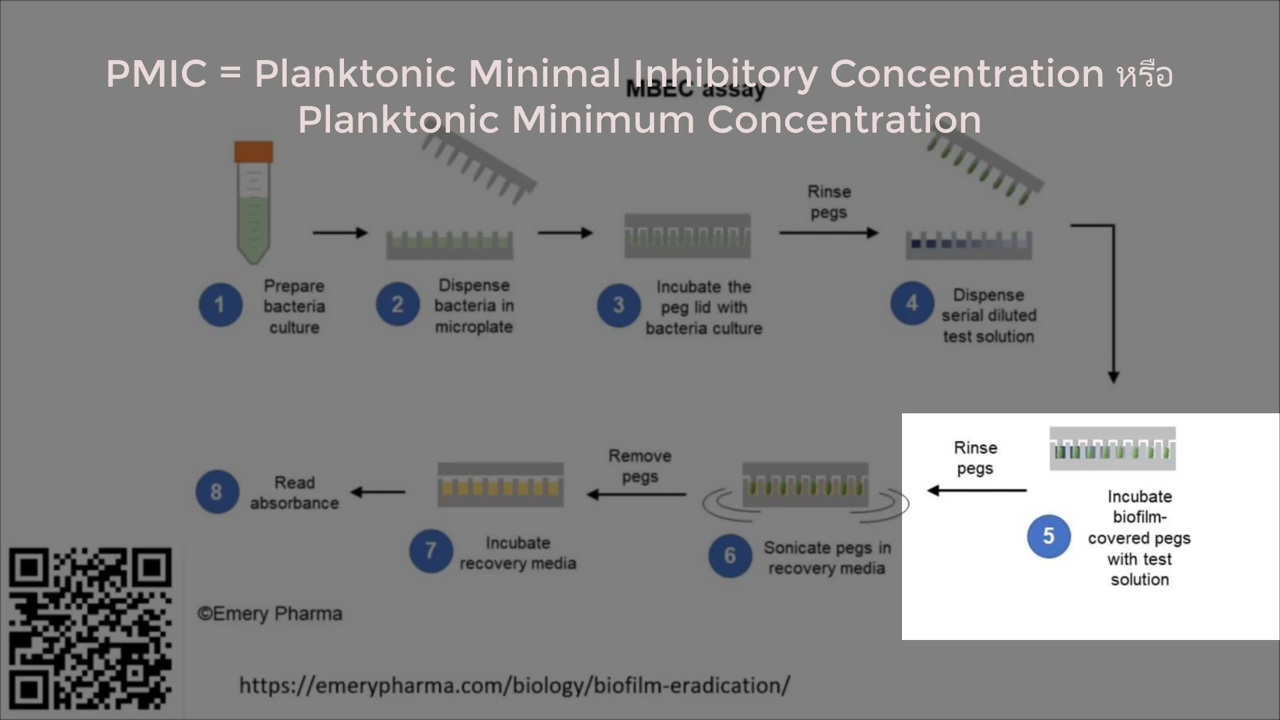 PMIC = Planktonic Minimal Inhibitory Concentration หรือ
Planktonic Minimum Concentration
MBEC assay
1
Prepare
bacteria
culture
2
Dispense
bacteria in
microplate
3
Incubate the
peg lid with
bacteria culture
Rinse
pegs
4
Dispense
serial diluted
test solution
Rinse
pegs
5
Incubate
biofilm-
covered pegs
with test
solution
6
Sonicate pegs in
recovery media
Remove
pegs
7
Incubate
recovery media
8
Read
absorbance
©Emery Pharma
https://emerypharma.com/biology/biofilm-eradication/